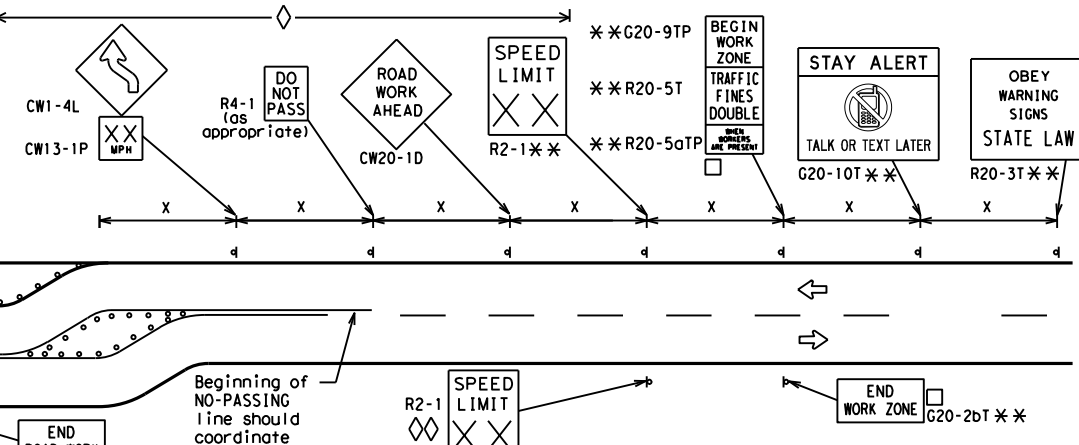 CW1-4L
XX
MPH
CW13-1P
DO
NOT
PASS
R4-1
(as
appropriate)
ROAD
WORK
AHEAD
CW20-1D
SPEED
LIMIT
X X
R2-1**
**G20-9TP
BEGIN
WORK
ZONE
**R20-5T
TRAFFIC
FINES
DOUBLE
**R20-5aTP
WHEN
WORKERS
ARE PRESENT
STAY ALERT
TALK OR TEXT LATER
G20-10T**
OBEY
WARNING
SIGNS
STATE LAW
R20-3T**
X X X X X X X
Beginning of
NO-PASSING
line should
coordinate
R2-1
SPEED
LIMIT
X X
END
WORK ZONE
G20-2bT**
END
ROAD WORK